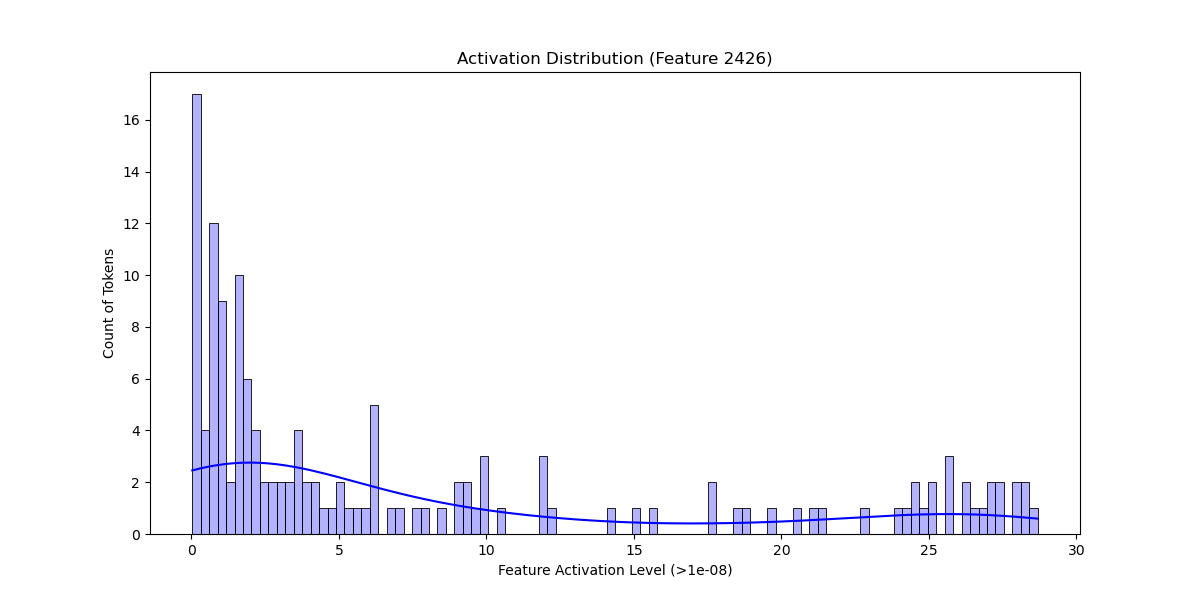 Activation Distribution (Feature 2426)
Count of Tokens
16
14
12
10
8
6
4
2
0
0 5 10 15 20 25 30
Feature Activation Level (>1e-08)